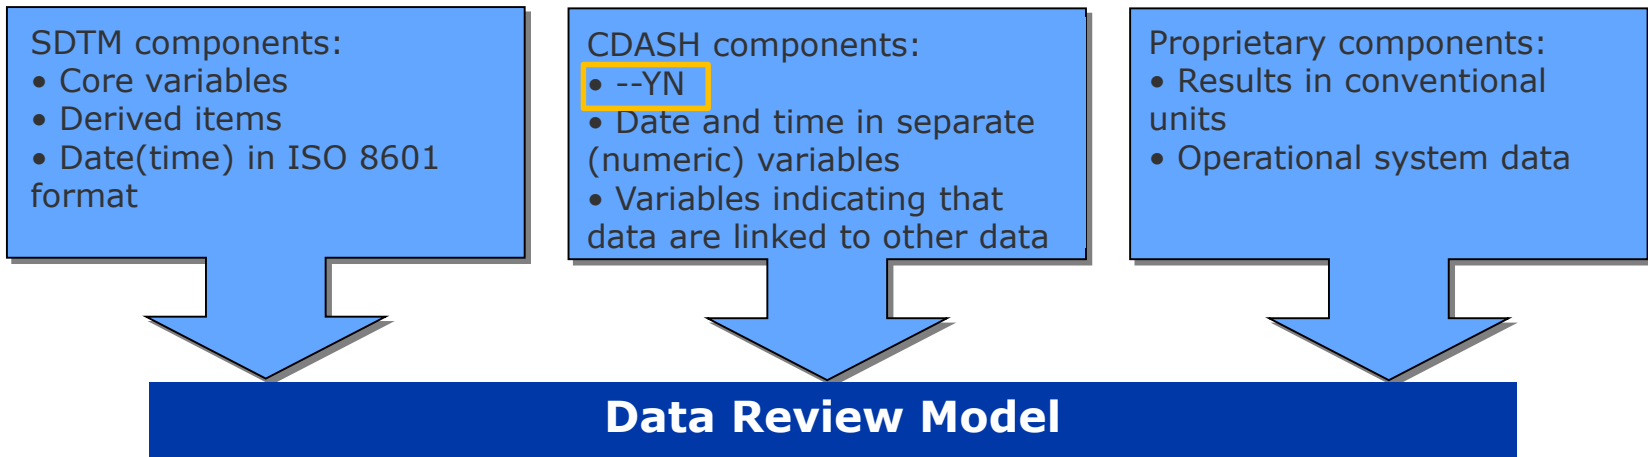 SDTM components:
• Core variables
• Derived items
• Date(time) in ISO 8601
format
CDASH components:
• --YN
• Date and time in separate
(numeric) variables
• Variables indicating that
data are linked to other data
Proprietary components:
• Results in conventional
units
• Operational system data
Data Review Model